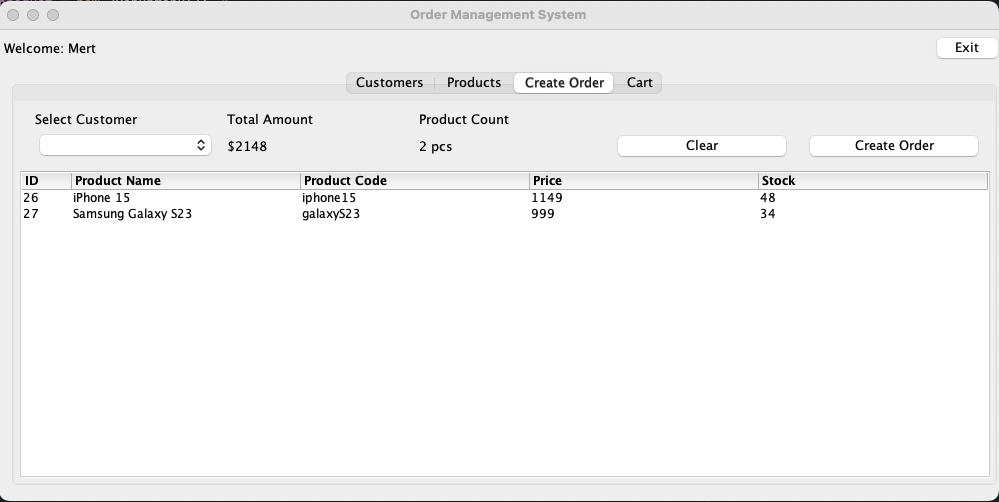 Order Management System
Welcome: Mert
Exit
Customers Products Create Order Cart
Select Customer Total Amount Product Count
$2148 2 pcs Clear Create Order
ID Product Name Product Code Price Stock
26 iPhone 15 iphone15 1149 48
27 Samsung Galaxy S23 galaxyS23 999 34